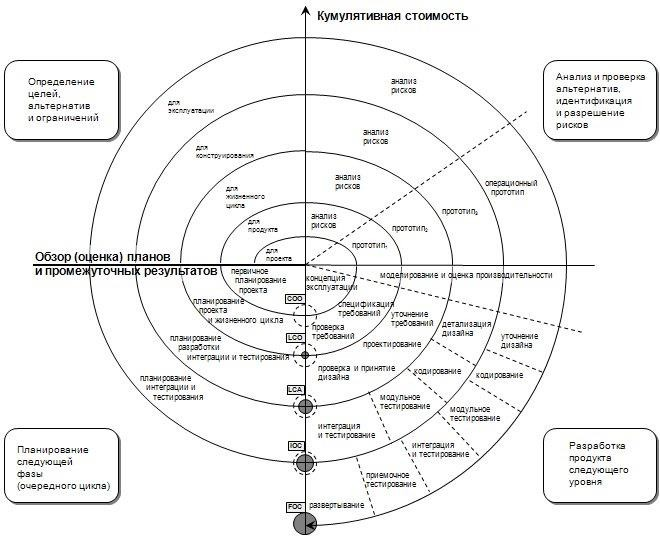 Кумулятивная стоимость
Определение
целей,
альтернатив
и ограничений
Анализ и проверка
альтернатив,
идентификация
и разрешение
рисков
для
эксплуатации
анализ
рисков
для
конструирования
анализ
рисков
для
жизненного
цикла
анализ
рисков
операционный
прототип
для
продукта
анализ
рисков
прототип₂
прототип₃
для
проекта
прототип₁
Обзор (оценка) планов
и промежуточных результатов
первичное
планирование
проекта
концепция
эксплуатации
моделирование и оценка производительности
COO
планирование
проекта
и жизненного цикла
спецификация
требований
уточнение
требований
детализация
дизайна
уточнение
дизайна
LCO
проверка
требований
проектирование
планирование
разработки
интеграции и тестирования
проверка и принятие
дизайна
кодирование
кодирование
планирование
интеграции и
тестирования
LCA
модульное
тестирование
модульное
тестирование
интеграция
и тестирование
интеграция
и тестирование
IOC
приемочное
тестирование
FOC
развертывание
Планирование
следующей
фазы
(очередного цикла)
Разработка
продукта
следующего
уровня